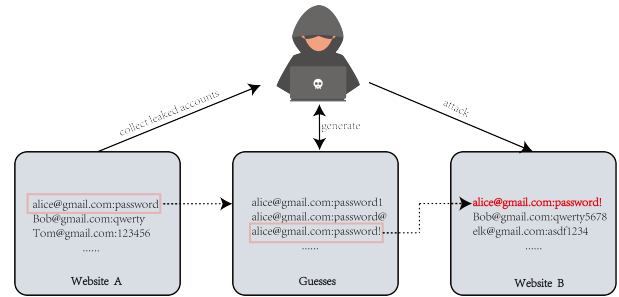 collect leaked accounts
generate
attack
alice@gmail.com:password
Bob@gmail.com:qwerty
Tom@gmail.com:123456
......
Website A
alice@gmail.com:password1
alice@gmail.com:password@
alice@gmail.com:password!
......
Guesses
alice@gmail.com:password!
Bob@gmail.com:qwerty5678
elk@gmail.com:asdf1234
......
Website B